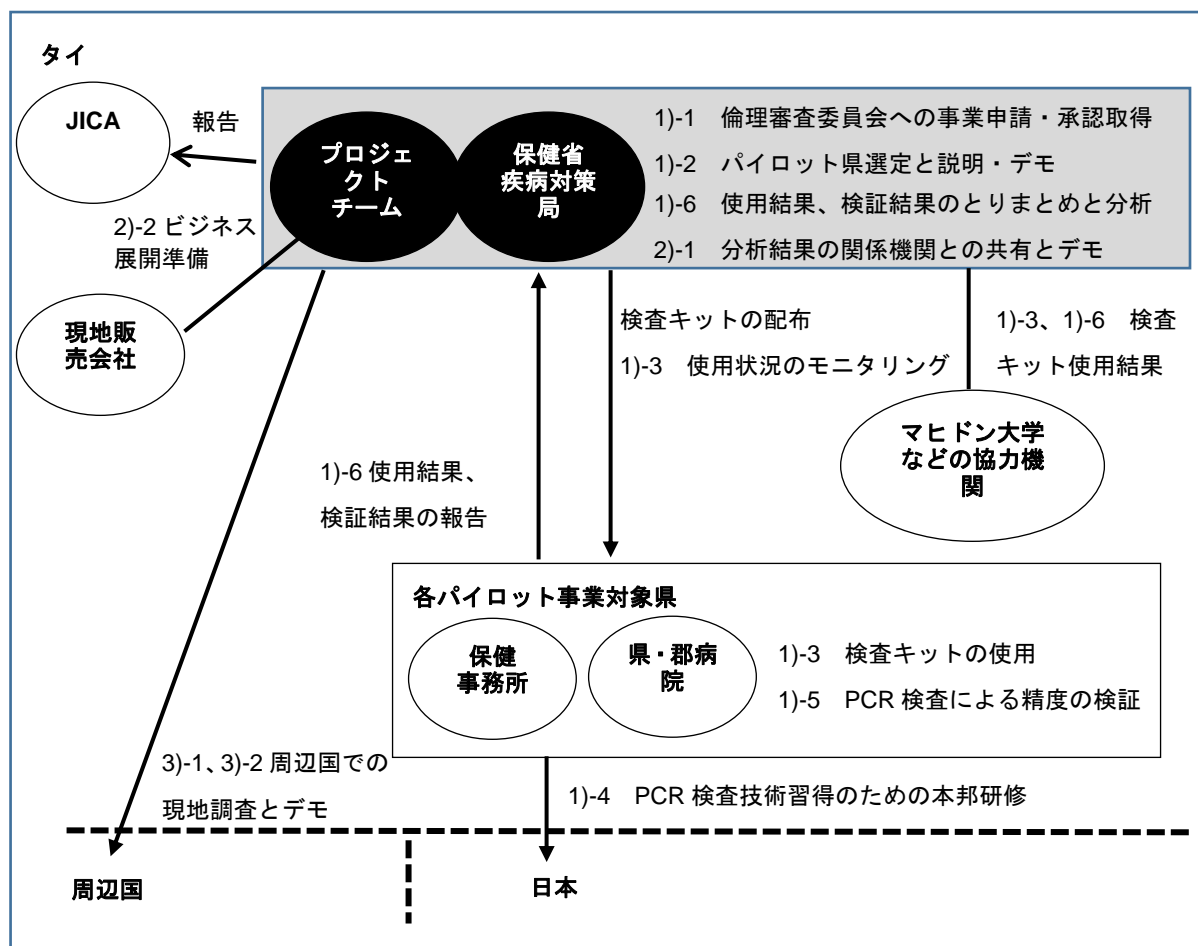 タイ
JICA
報告
プロジェ
クト
チーム
保健省
疾病対策
局
1)-1 倫理審査委員会への事業申請・承認取得
1)-2 パイロット県選定と説明・デモ
1)-6 使用結果、検証結果のとりまとめと分析
2)-1 分析結果の関係機関との共有とデモ
2)-2 ビジネス
展開準備
現地販
売会社
検査キットの配布
1)-3 使用状況のモニタリング
1)-3、1)-6 検査
キット使用結果
マヒドン大学
などの協力機
関
1)-6 使用結果、
検証結果の報告
各パイロット事業対象県
保健
事務所
県・郡病
院
1)-3 検査キットの使用
1)-5 PCR 検査による精度の検証
3)-1、3)-2 周辺国での
現地調査とデモ
1)-4 PCR 検査技術習得のための本邦研修
周辺国
日本